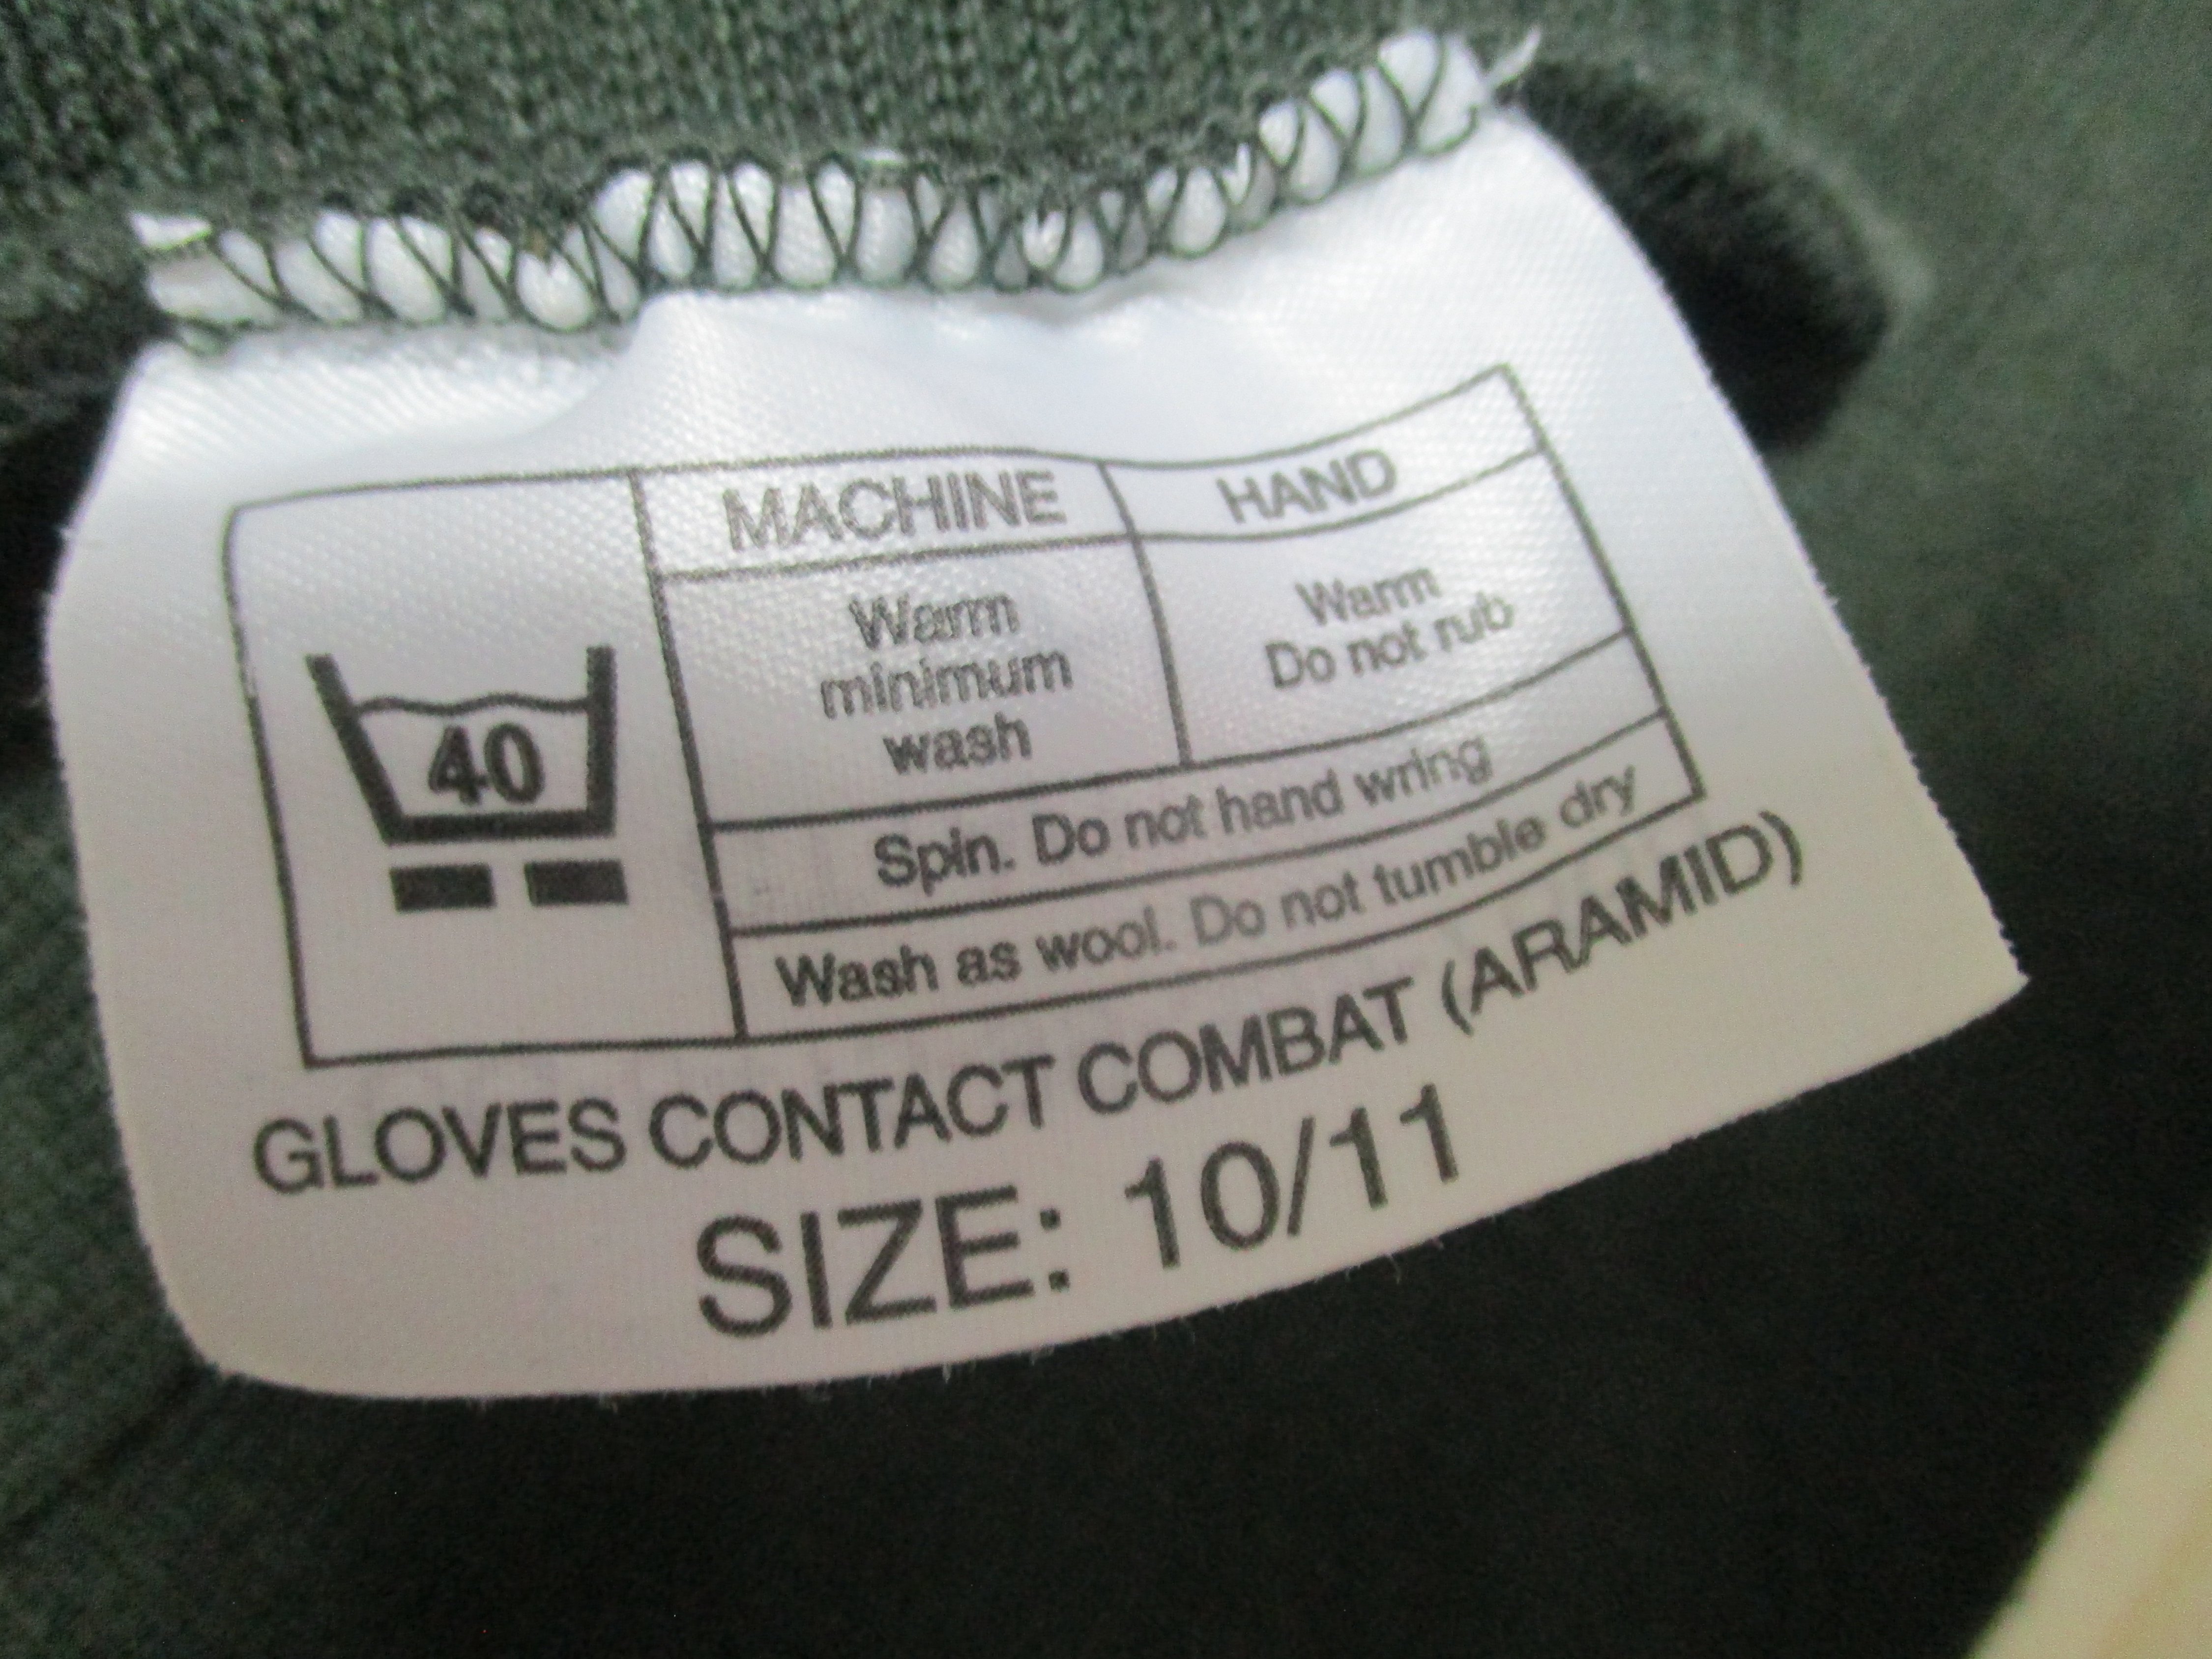 MACHINE HAND
40
Warm
minimum
wash
Warm
Do not rub
Spin. Do not hand wring
Wash as wool. Do not tumble dry
GLOVES CONTACT COMBAT (ARAMID)
SIZE: 10/11